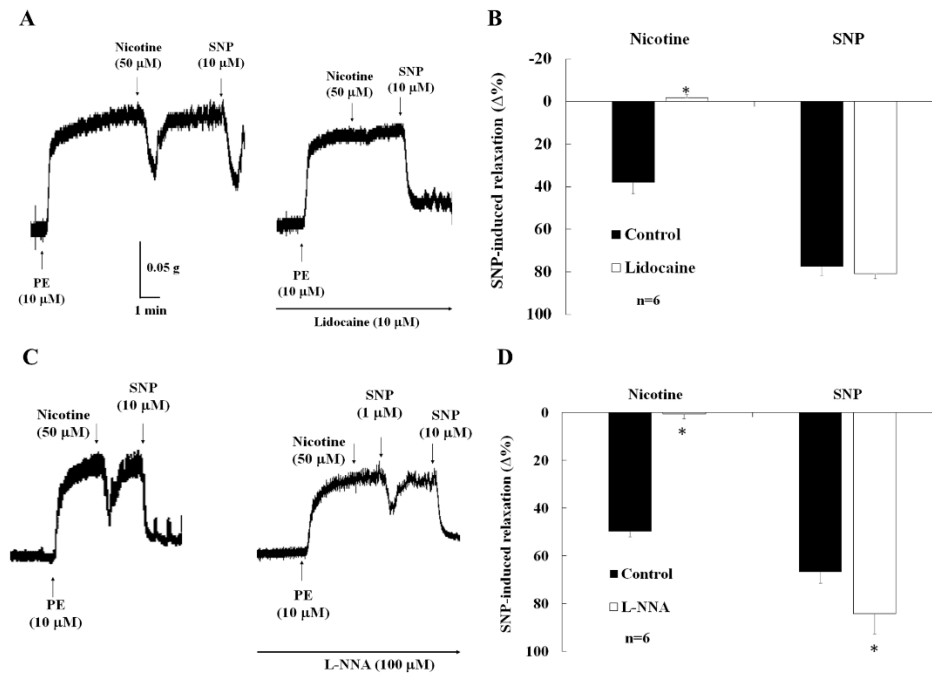 A
Nicotine
(50 µM)
SNP
(10 µM)
PE
(10 µM)
0.05 g
1 min
Nicotine
(50 µM)
SNP
(10 µM)
PE
(10 µM)
Lidocaine (10 µM)
B
Nicotine
SNP
SNP-induced relaxation (Δ%)
-20
0
20
40
60
80
100
*
Control
Lidocaine
n=6
C
Nicotine
(50 µM)
SNP
(10 µM)
PE
(10 µM)
Nicotine
(50 µM)
SNP
(1 µM)
SNP
(10 µM)
PE
(10 µM)
L-NNA (100 µM)
D
Nicotine
SNP
SNP-induced relaxation (Δ%)
0
20
40
60
80
100
*
Control
L-NNA
n=6
*